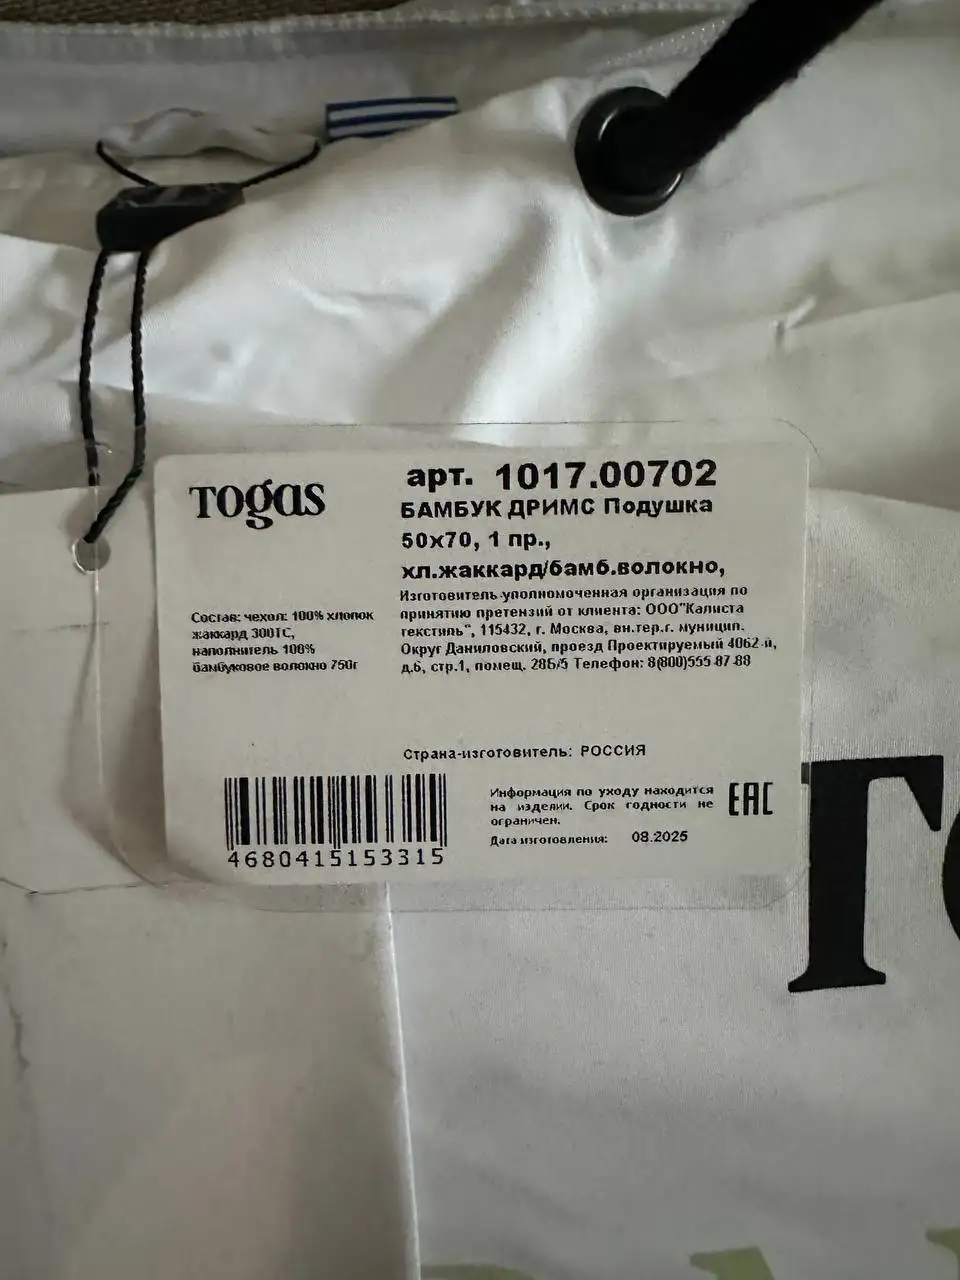 Togas
арт. 1017.00702
БАМБУК ДРИМС Подушка
50х70, 1 пр.,
хл.жаккард/бамб.волокно,
Изготовитель-уполномоченная организация по
принятию претензий от клиента: ООО"Калиста
текстиль", 115432, г. Москва, вн.тер.г. муницип.
Округ Даниловский, проезд Проектируемый 4062-й,
д.6, стр.1, помещ. 28Б/5 Телефон: 8(800)555-87-88
Состав: чехол: 100% хлопок
жаккард 300ТС,
наполнитель 100%
бамбуковое волокно 750г
Страна-изготовитель: РОССИЯ
Информация по уходу находится
на изделии. Срок годности не
ограничен.
Дата изготовления: 08.2025
EAC
4680415153315